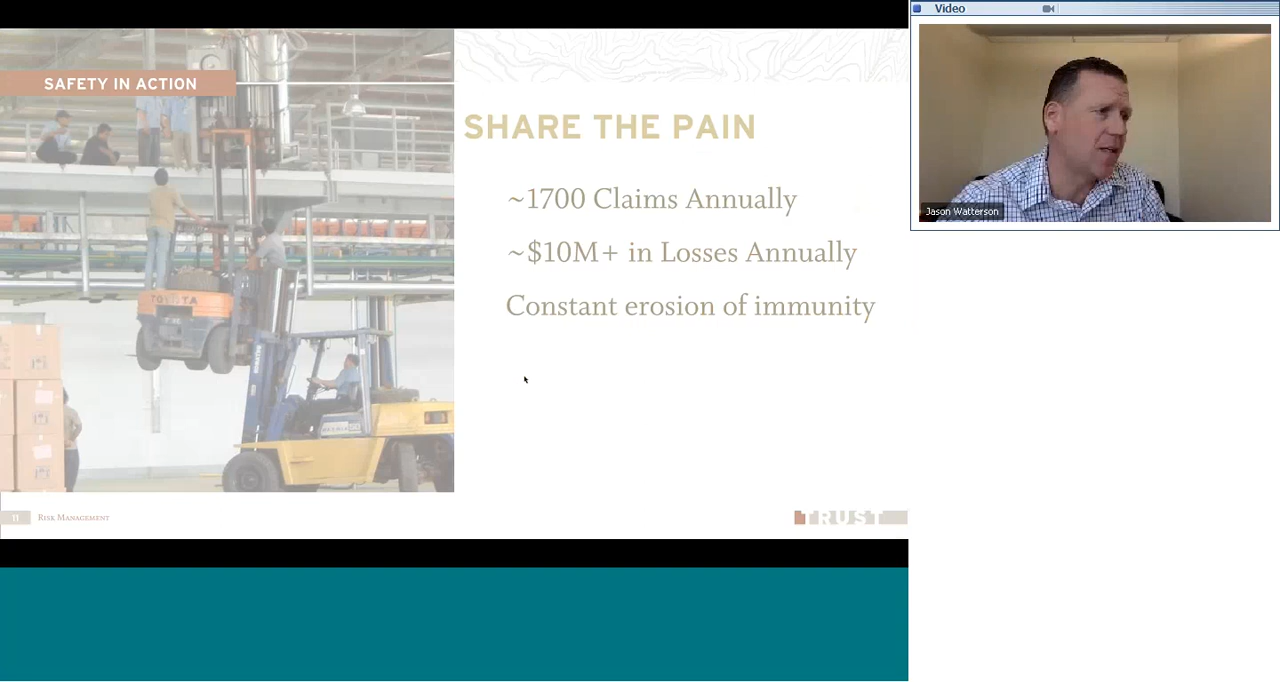 SAFETY IN ACTION
SHARE THE PAIN
~1700 Claims Annually
~$10M+ in Losses Annually
Constant erosion of immunity
TOYOTA
11
Risk Management
TRUST
Video
Jason Watterson